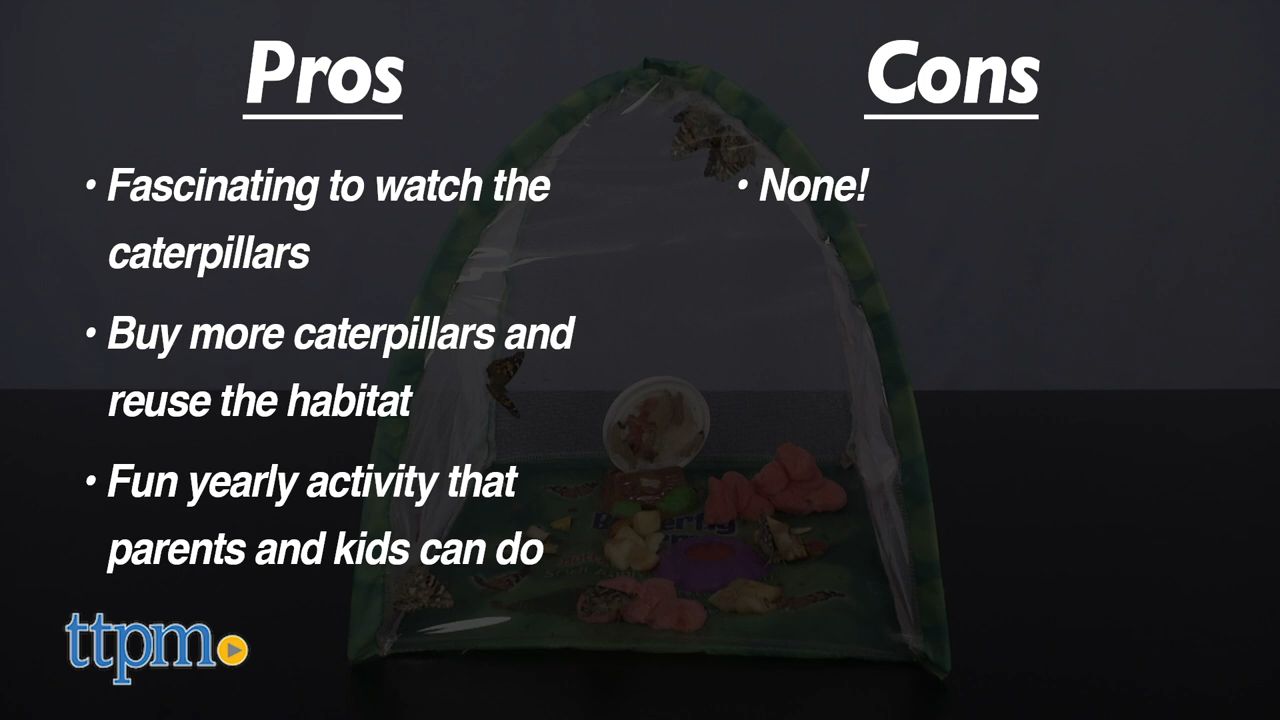 Pros
• Fascinating to watch the
caterpillars
• Buy more caterpillars and
reuse the habitat
• Fun yearly activity that
parents and kids can do
Cons
• None!
ttpm